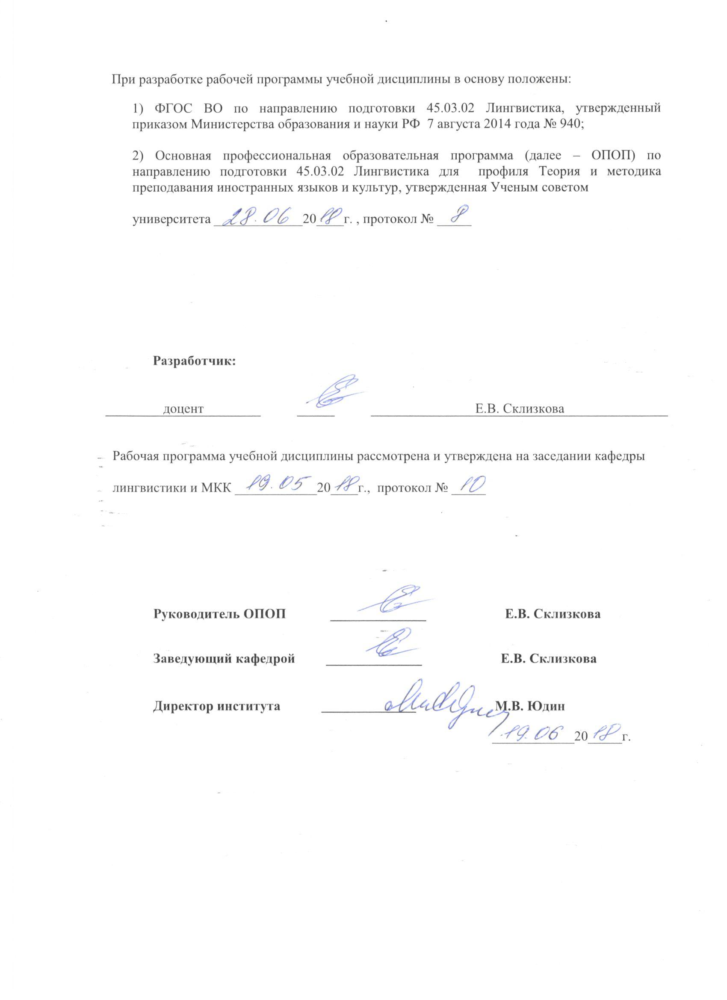 При разработке рабочей программы учебной дисциплины в основу положены:
1) ФГОС ВО по направлению подготовки 45.03.02 Лингвистика, утвержденный
приказом Министерства образования и науки РФ 7 августа 2014 года № 940;
2) Основная профессиональная образовательная программа (далее – ОПОП) по
направлению подготовки 45.03.02 Лингвистика для профиля Теория и методика
преподавания иностранных языков и культур, утвержденная Ученым советом
университета 28.06 2018 г. , протокол № 8
Разработчик:
доцент Е.В. Склизкова
Рабочая программа учебной дисциплины рассмотрена и утверждена на заседании кафедры
лингвистики и МКК 19.05 2018 г., протокол № 10
Руководитель ОПОП Е.В. Склизкова
Заведующий кафедрой Е.В. Склизкова
Директор института М.В. Юдин
19.06 2018 г.